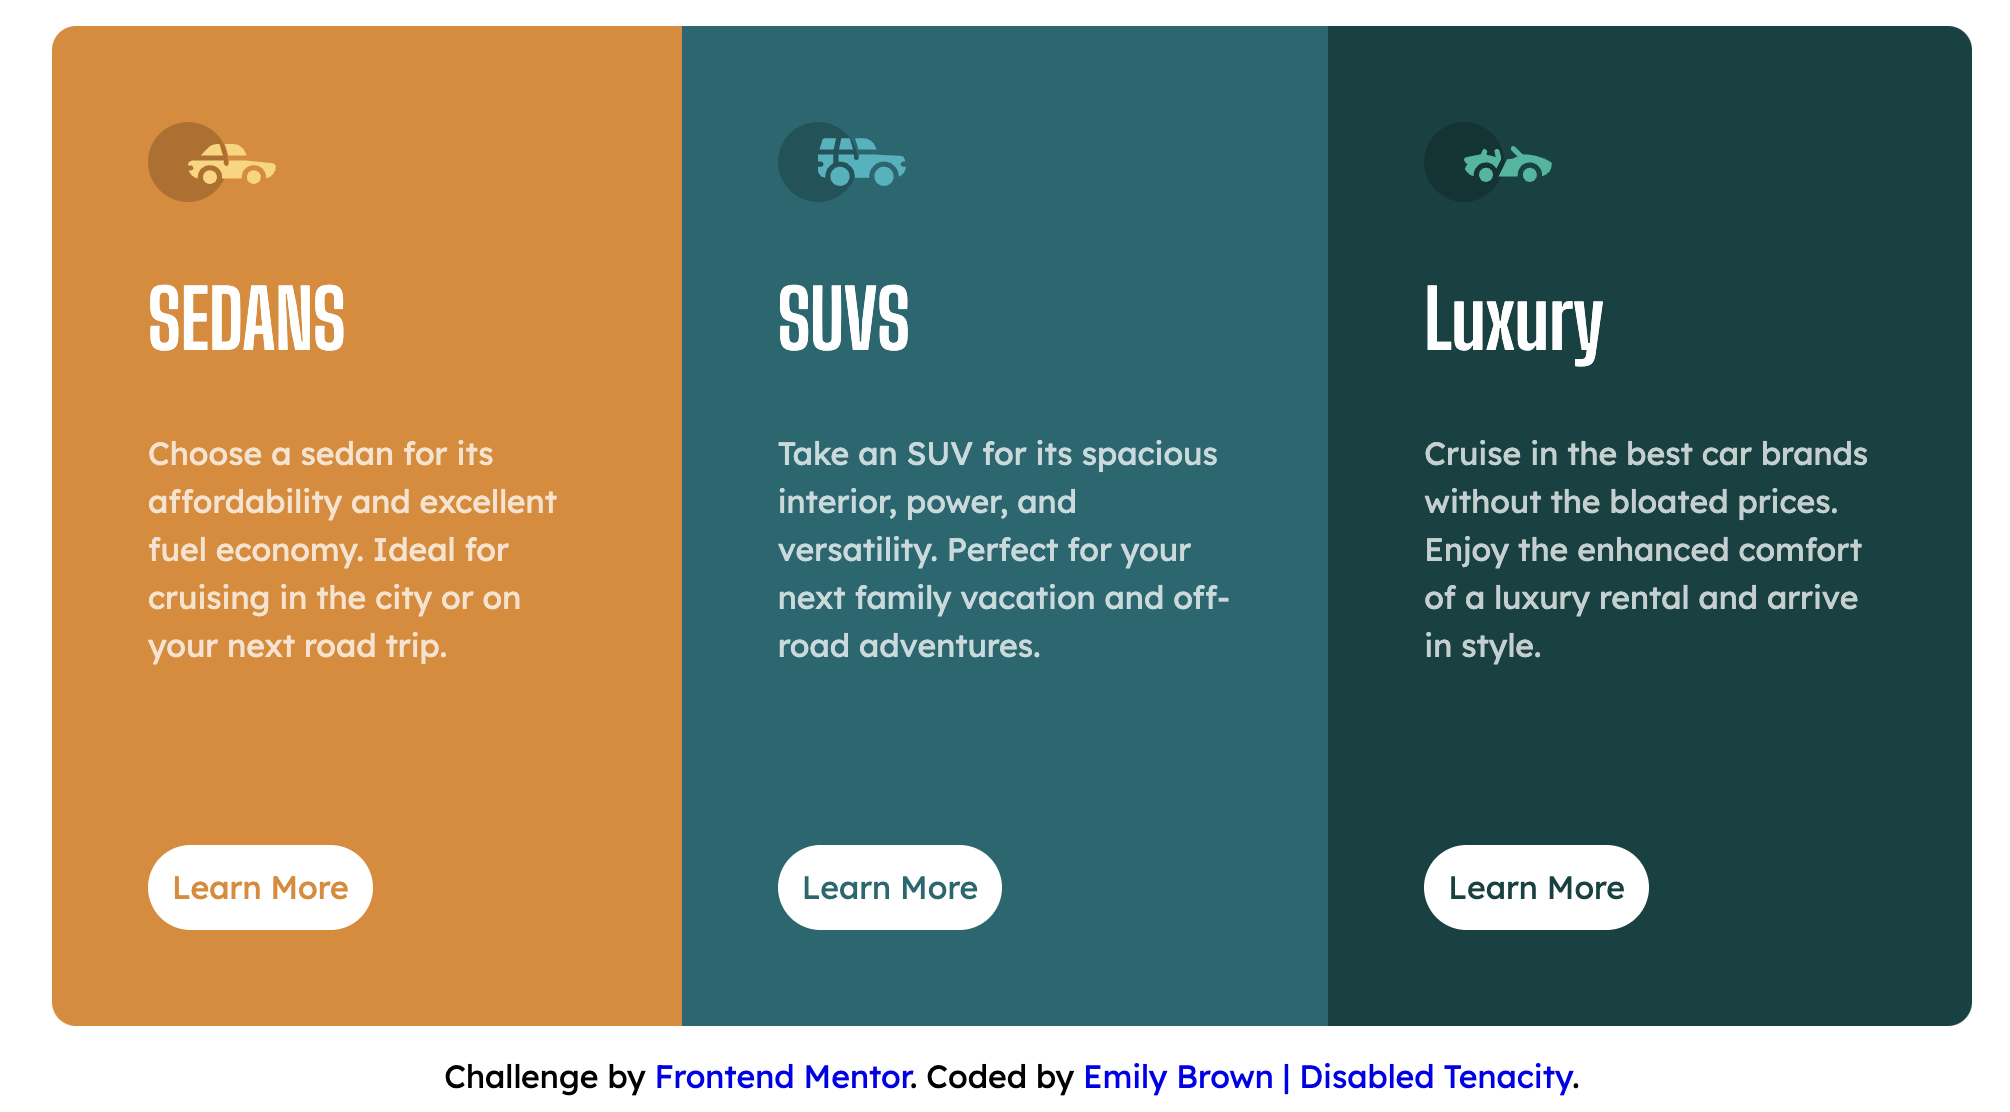 SEDANS
Choose a sedan for its
affordability and excellent
fuel economy. Ideal for
cruising in the city or on
your next road trip.
Learn More
SUVS
Take an SUV for its spacious
interior, power, and
versatility. Perfect for your
next family vacation and off-
road adventures.
Learn More
Luxury
Cruise in the best car brands
without the bloated prices.
Enjoy the enhanced comfort
of a luxury rental and arrive
in style.
Learn More
Challenge by Frontend Mentor. Coded by Emily Brown | Disabled Tenacity.